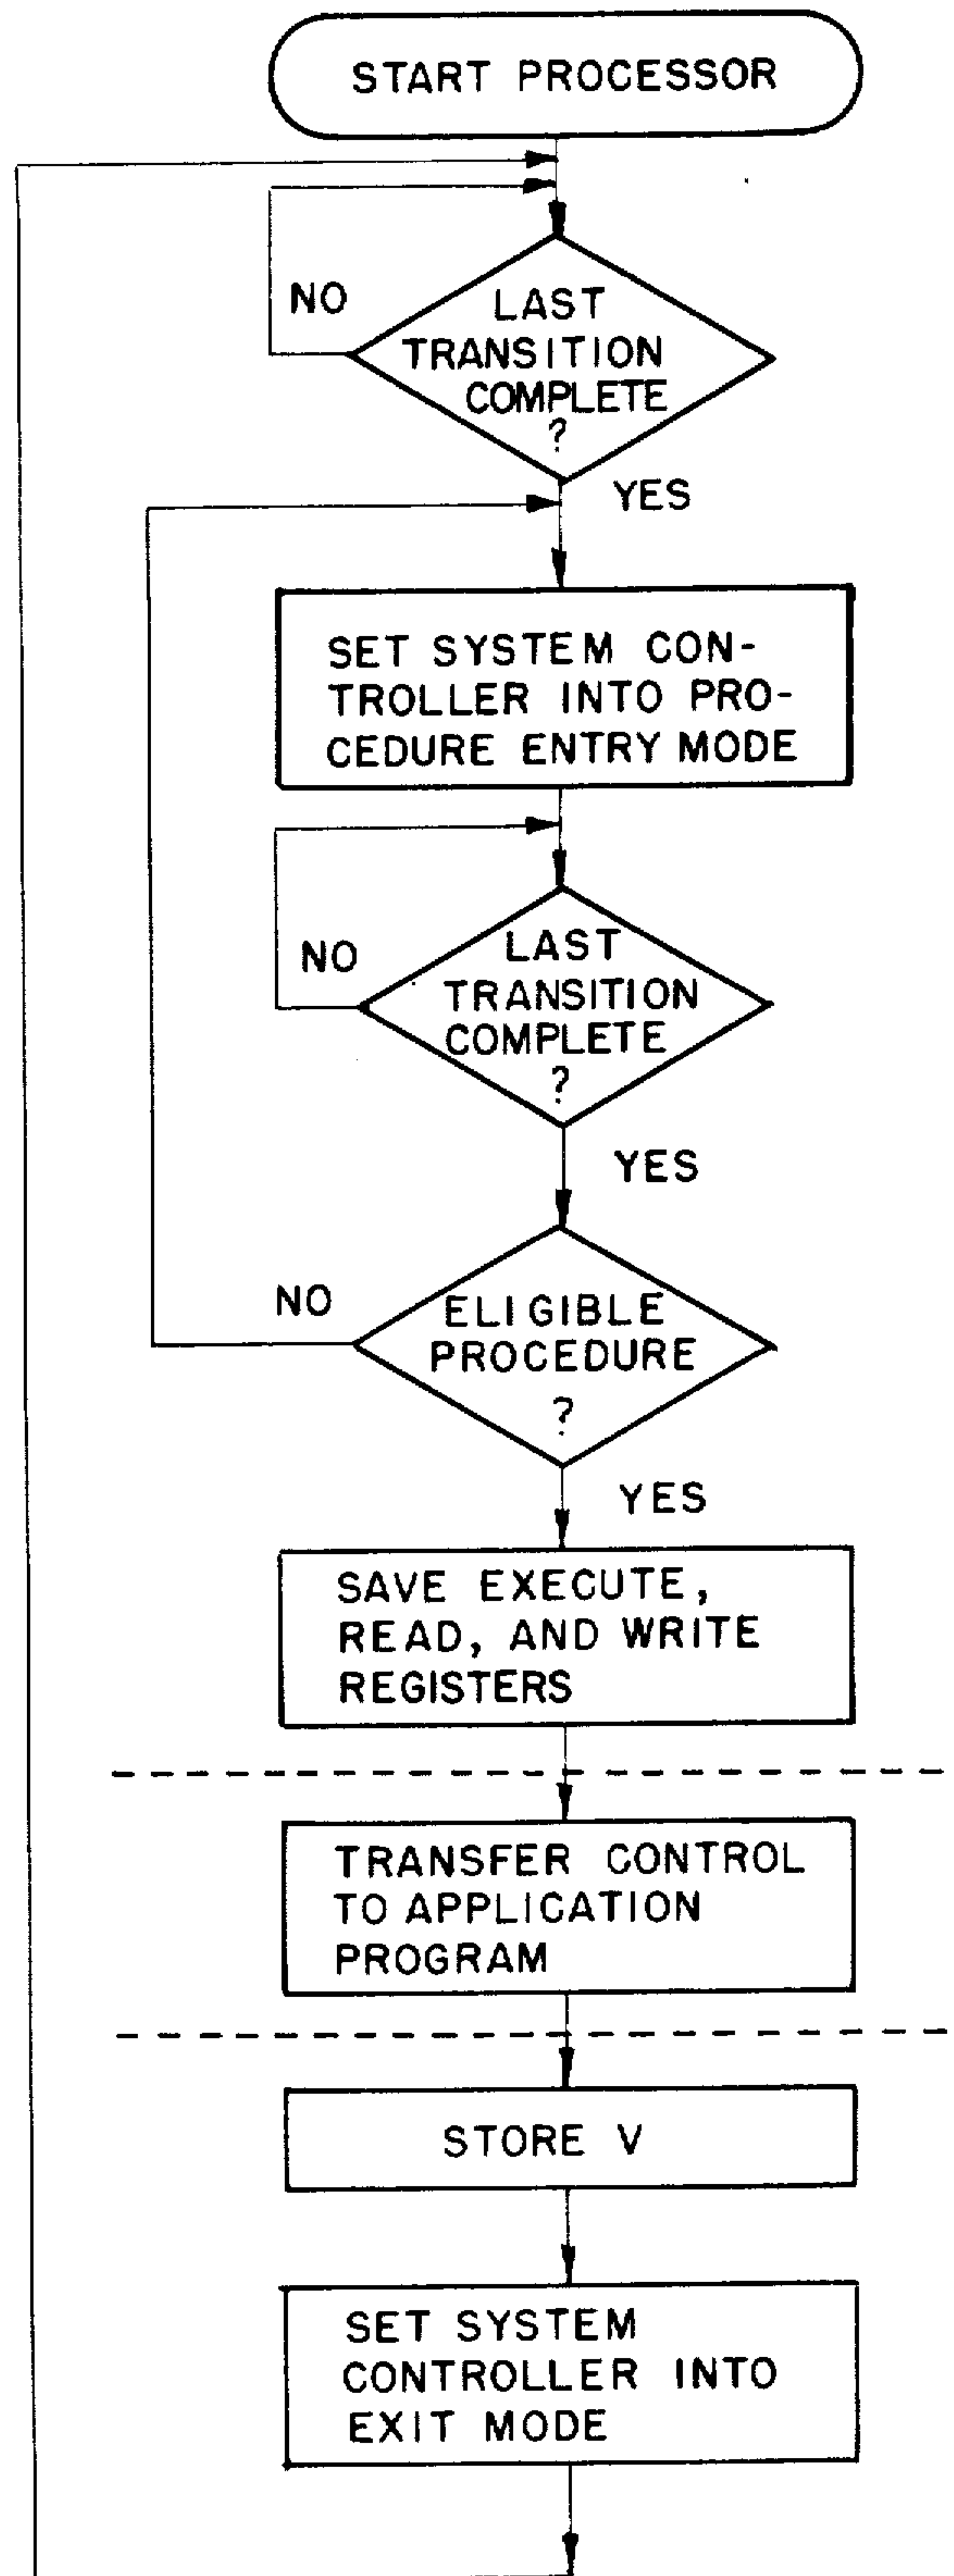 START PROCESSOR
NO
LAST
TRANSITION
COMPLETE
?
YES
SET SYSTEM CON-
TROLLER INTO PRO-
CEDURE ENTRY MODE
NO
LAST
TRANSITION
COMPLETE
?
YES
NO
ELIGIBLE
PROCEDURE
?
YES
SAVE EXECUTE,
READ, AND WRITE
REGISTERS
TRANSFER CONTROL
TO APPLICATION
PROGRAM
STORE V
SET SYSTEM
CONTROLLER INTO
EXIT MODE